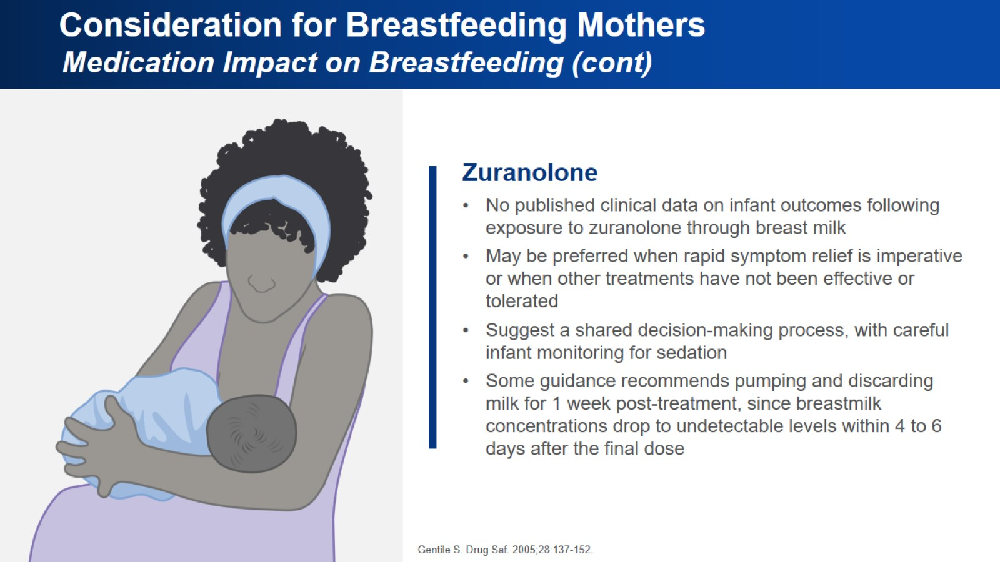 Consideration for Breastfeeding Mothers
Medication Impact on Breastfeeding (cont)
Zuranolone
• No published clinical data on infant outcomes following
exposure to zuranolone through breast milk
• May be preferred when rapid symptom relief is imperative
or when other treatments have not been effective or
tolerated
• Suggest a shared decision-making process, with careful
infant monitoring for sedation
• Some guidance recommends pumping and discarding
milk for 1 week post-treatment, since breastmilk
concentrations drop to undetectable levels within 4 to 6
days after the final dose
Gentile S. Drug Saf. 2005;28:137-152.